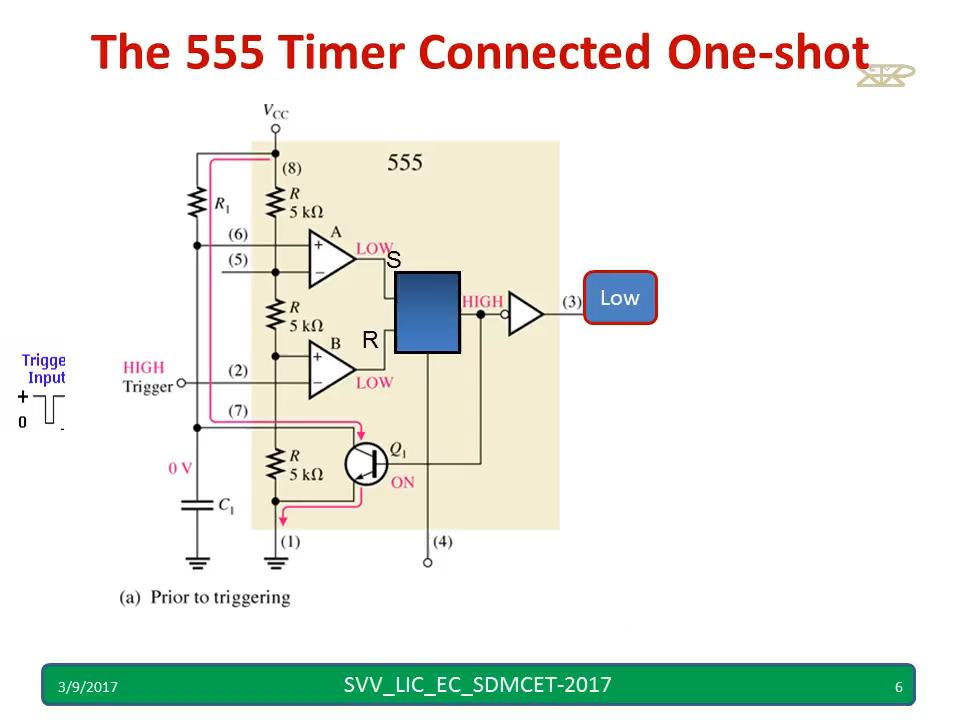 The 555 Timer Connected One-shot
VCC
555
(8)
R
5 kΩ
R1
(6)
A
+
LOW
S
(5)
−
R
5 kΩ
HIGH
(3)
Low
B
R
+
Trigge
Input
HIGH
Trigger
(2)
−
LOW
+
0
(7)
Q1
0 V
R
5 kΩ
ON
C1
(1)
(4)
(a) Prior to triggering
3/9/2017
SVV_LIC_EC_SDMCET-2017
6